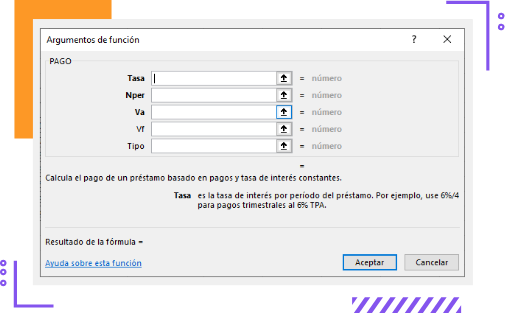 Argumentos de función
? X
PAGO
Tasa = número
Nper = número
Va = número
Vf = número
Tipo = número
=
Calcula el pago de un préstamo basado en pagos y tasa de interés constantes.
Tasa es la tasa de interés por período del préstamo. Por ejemplo, use 6%/4
para pagos trimestrales al 6% TPA.
Resultado de la fórmula =
Ayuda sobre esta función
Aceptar Cancelar